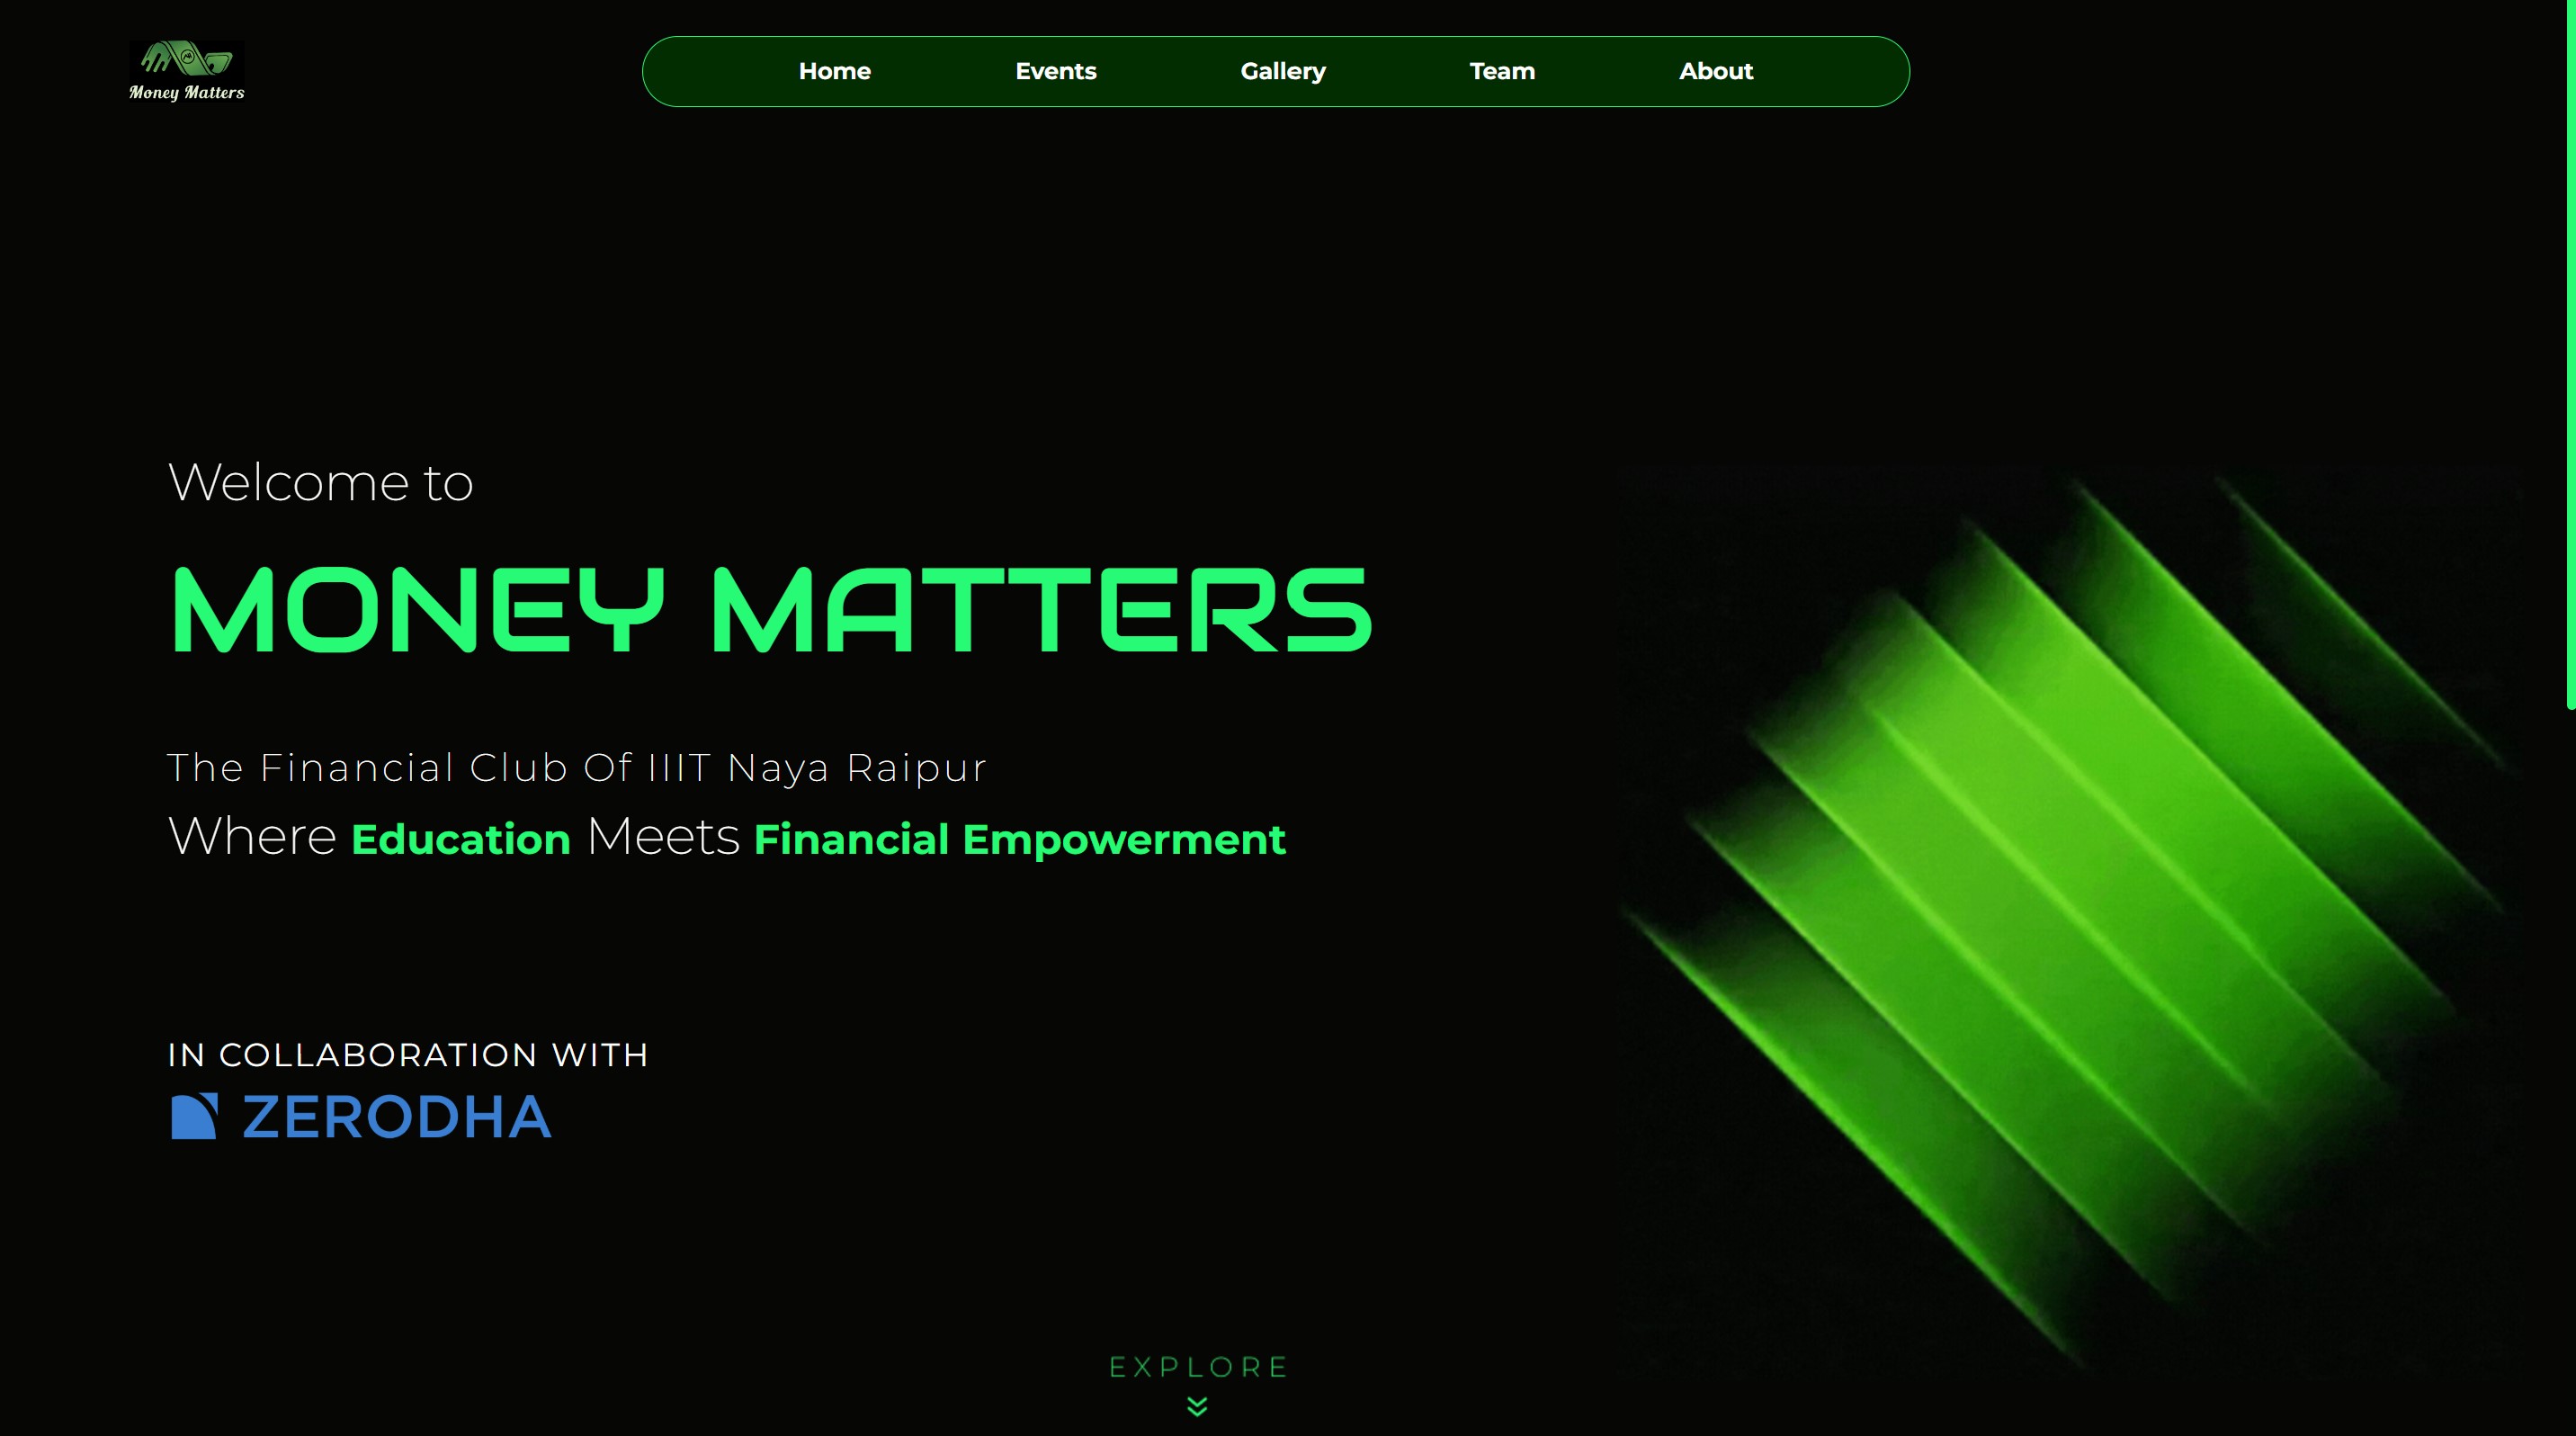 Money Matters
Home Events Gallery Team About
Welcome to
MONEY MATTERS
The Financial Club Of IIIT Naya Raipur
Where Education Meets Financial Empowerment
IN COLLABORATION WITH
ZERODHA
EXPLORE